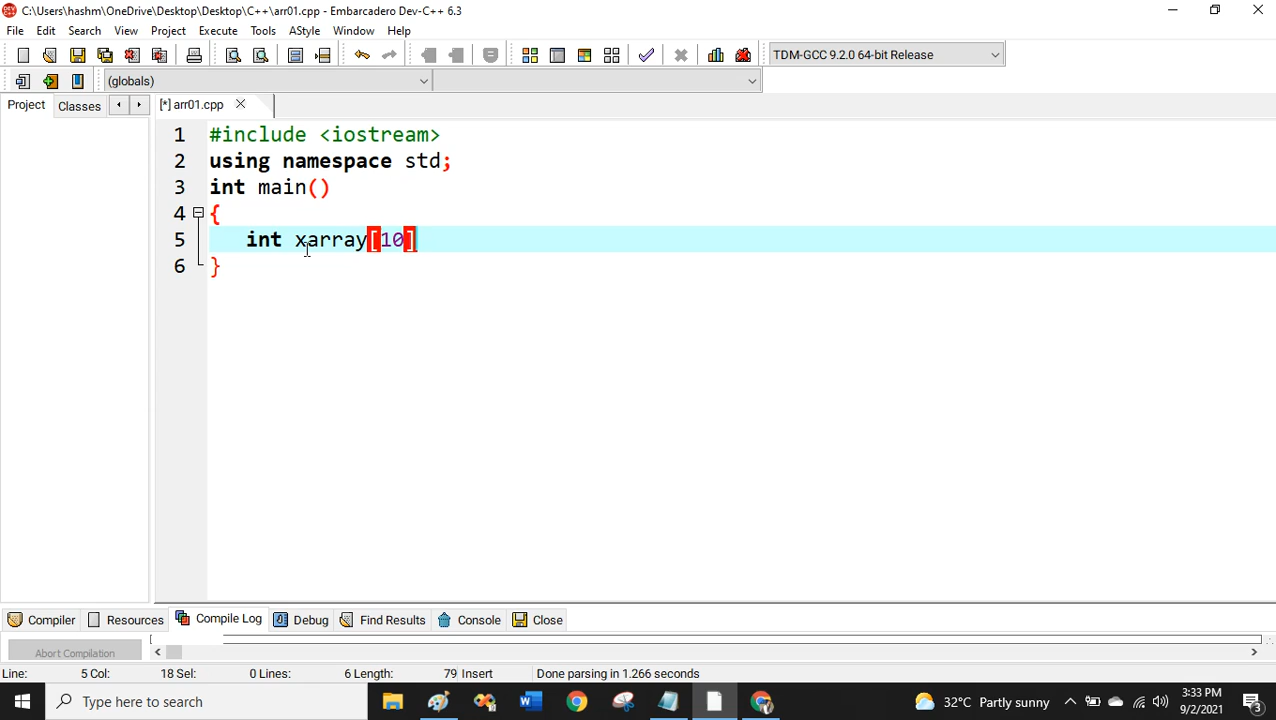 C:\Users\hashm\OneDrive\Desktop\Desktop\C++\arr01.cpp - Embarcadero Dev-C++ 6.3
File Edit Search View Project Execute Tools AStyle Window Help
TDM-GCC 9.2.0 64-bit Release
(globals)
Project Classes [*] arr01.cpp
1 #include <iostream>
2 using namespace std;
3 int main()
4 {
5 int xarray[10]
6 }
Compiler Resources Compile Log Debug Find Results Console Close
Abort Compilation
Line: 5 Col: 18 Sel: 0 Lines: 6 Length: 79 Insert Done parsing in 1.266 seconds
Type here to search 32°C Partly sunny 3:33 PM
9/2/2021 3